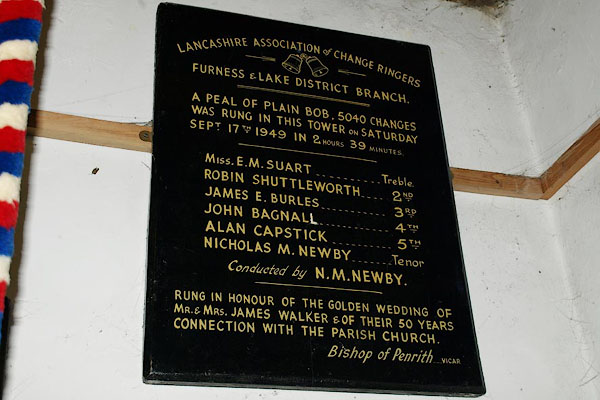 LANCASHIRE ASSOCIATION of CHANGE RINGERS
FURNESS & LAKE DISTRICT BRANCH.
A PEAL OF PLAIN BOB, 5040 CHANGES
WAS RUNG IN THIS TOWER ON SATURDAY
SEPT 17TH 1949 IN 2 HOURS 39 MINUTES.
Miss. E.M. SUART ........ Treble.
ROBIN SHUTTLEWORTH ..... 2ND
JAMES E. BURLES ........ 3RD
JOHN BAGNALL ........ 4TH
ALAN CAPSTICK ........ 5TH
NICHOLAS M. NEWBY ..... Tenor
Conducted by N.M. NEWBY.
RUNG IN HONOUR OF THE GOLDEN WEDDING OF
MR. & MRS. JAMES WALKER & OF THEIR 50 YEARS
CONNECTION WITH THE PARISH CHURCH.
Bishop of Penrith ... VICAR